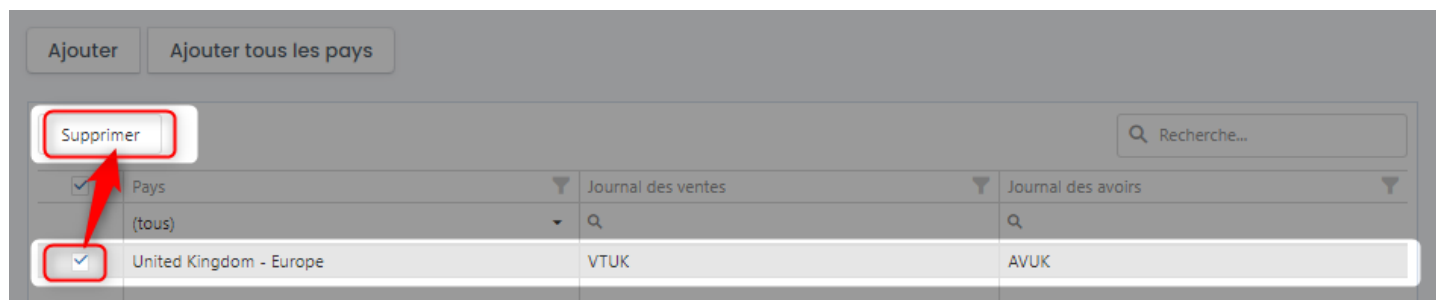 Ajouter Ajouter tous les pays
Supprimer Recherche...
Pays Journal des ventes Journal des avoirs
(tous)
United Kingdom - Europe VTUK AVUK